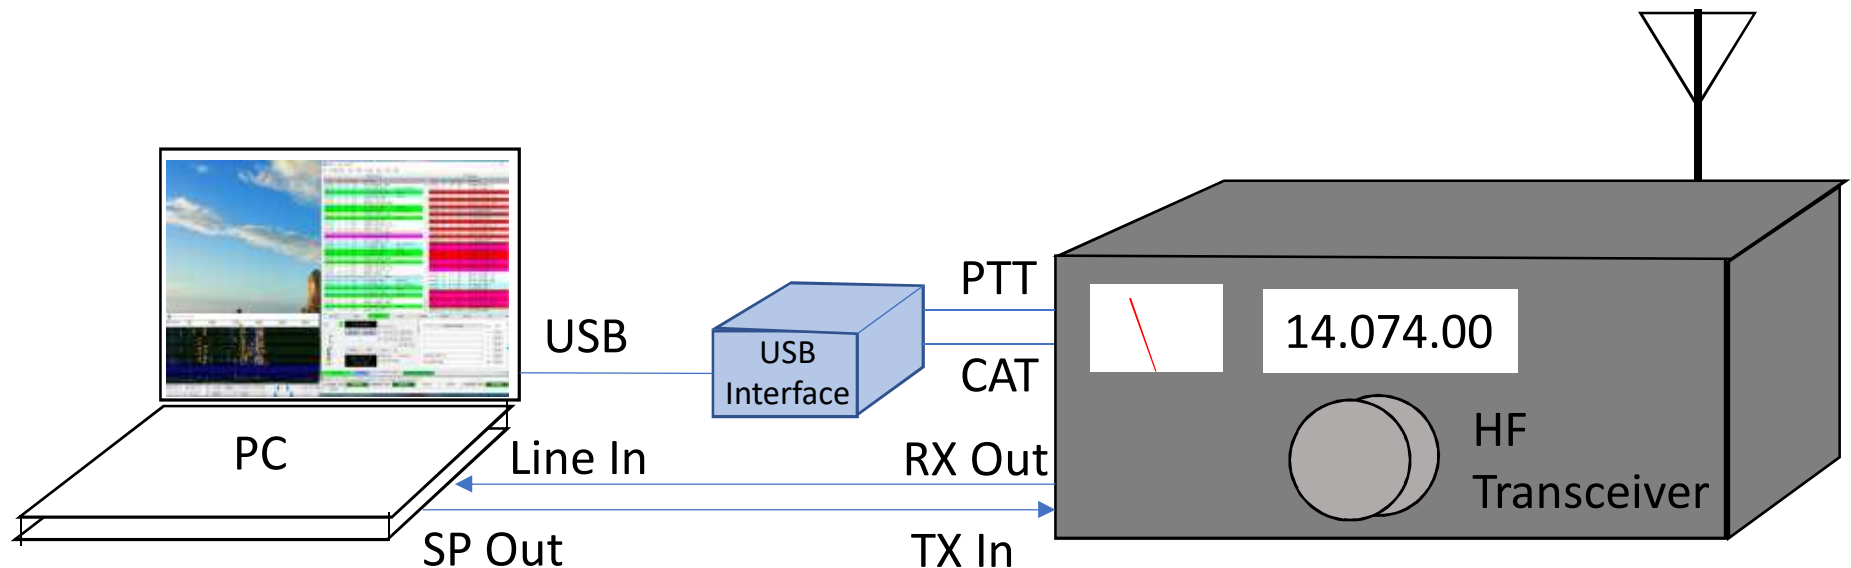 PTT
14.074.00
USB
USB
Interface
CAT
HF
Transceiver
PC
Line In
RX Out
SP Out
TX In